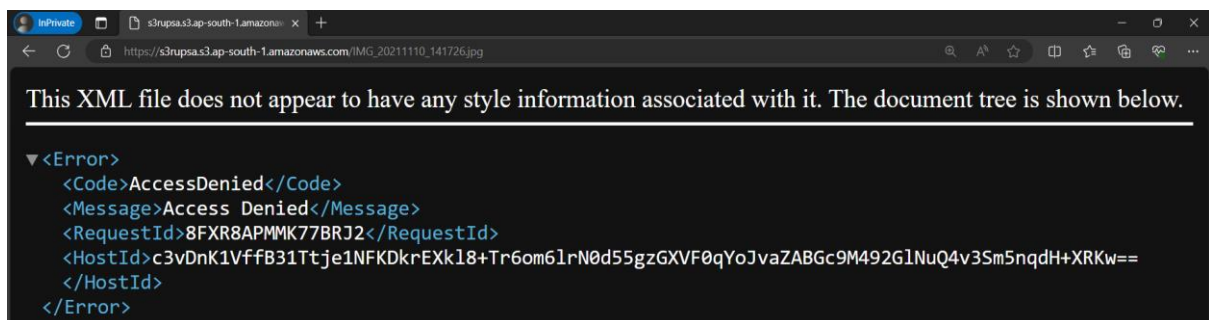 InPrivate
s3rupsa.s3.ap-south-1.amazonaw
https://s3rupsa.s3.ap-south-1.amazonaws.com/IMG_20211110_141726.jpg
This XML file does not appear to have any style information associated with it. The document tree is shown below.
▼<Error>
<Code>AccessDenied</Code>
<Message>Access Denied</Message>
<RequestId>8FXR8APMMK77BRJ2</RequestId>
<HostId>c3vDnK1VffB31Ttje1NFKDkrEXkl8+Tr6om6lrN0d55gzGXVF0qYoJvaZABGc9M492GlNuQ4v3Sm5nqdH+XRKw==
</HostId>
</Error>